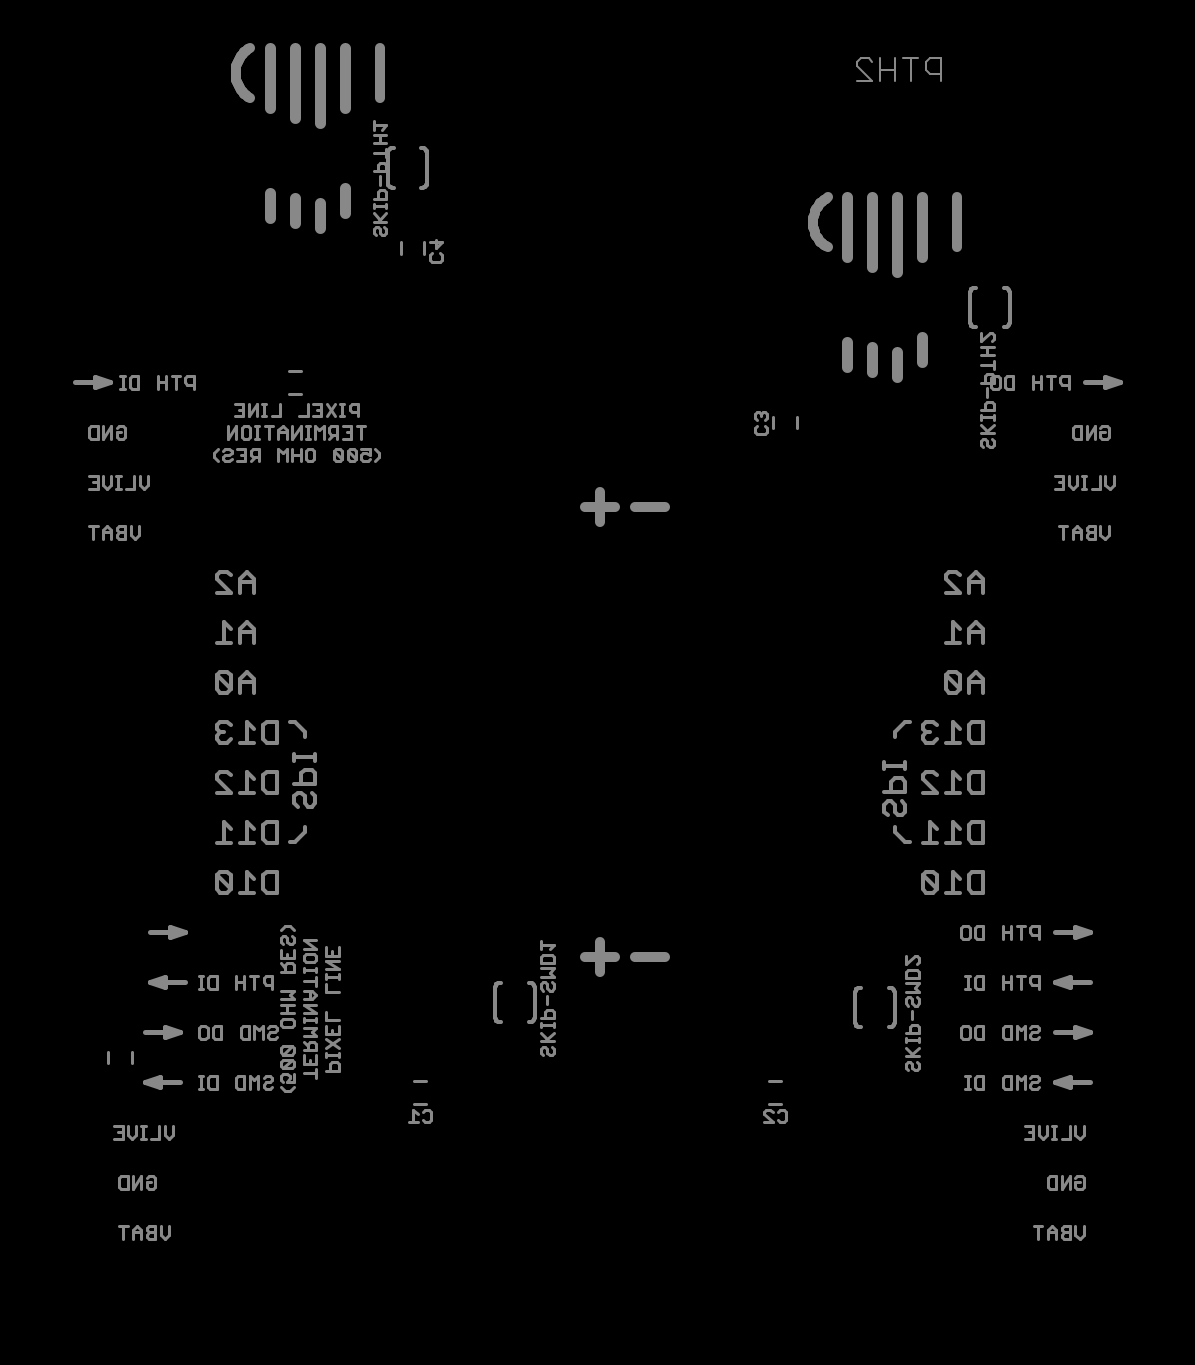 PTH2
SKIP-PTH1
C4
PTH DI
PIXEL LINE
TERMINATION
(500 OHM RES)
GND
VLIVE
VBAT
SKIP-PTH2
PTH DO
C3
GND
VLIVE
VBAT
+ -
A2
A1
A0
D13
D12
D11
D10
SPI
A2
A1
A0
D13
D12
D11
D10
SPI
PTH DI
SMD DO
SMD DI
VLIVE
GND
VBAT
PIXEL LINE
TERMINATION
(500 OHM RES)
SKIP-SMD1
+ -
SKIP-SMD2
C1
C2
PTH DO
PTH DI
SMD DO
SMD DI
VLIVE
GND
VBAT